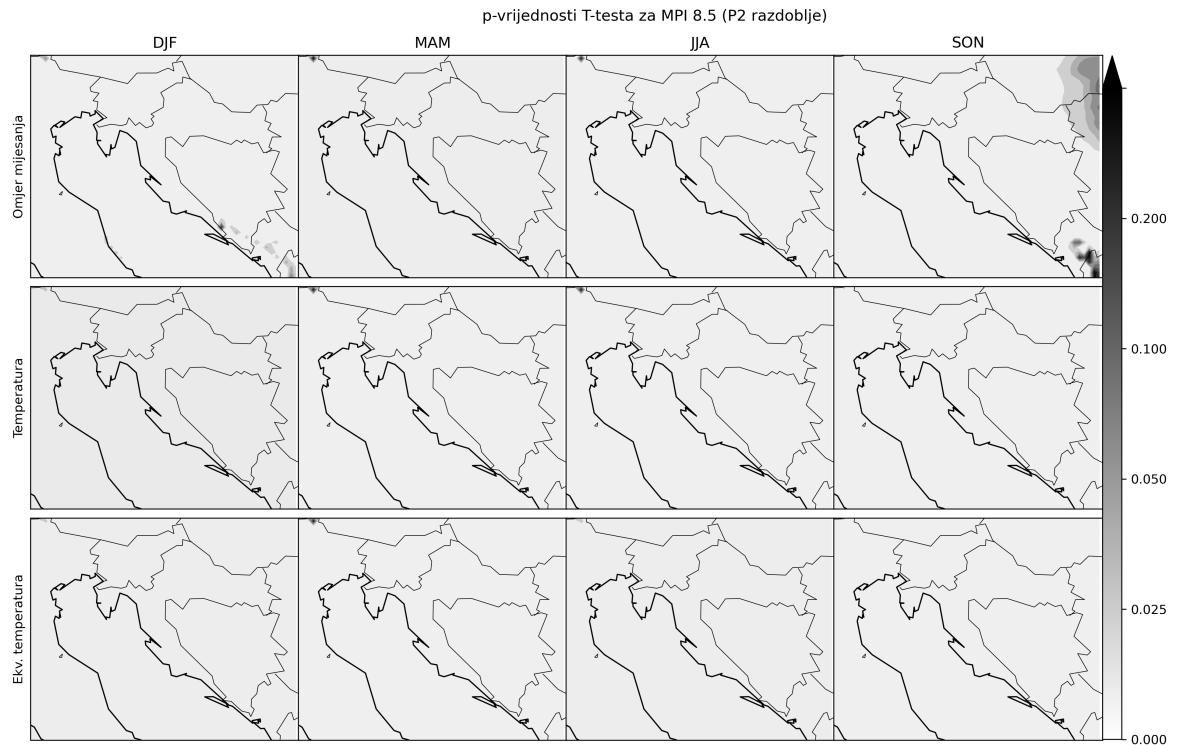 p-vrijednosti T-testa za MPI 8.5 (P2 razdoblje)
DJF
MAM
JJA
SON
Omjer mijesanja
Temperatura
Ekv. temperatura
0.200
0.100
0.050
0.025
0.000